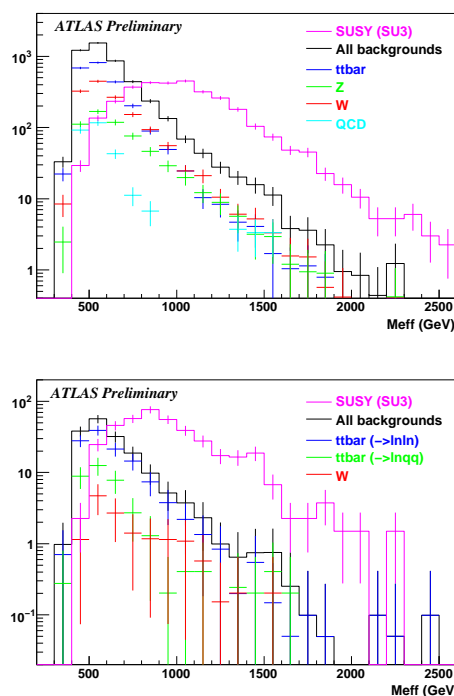 ATLAS Preliminary
SUSY (SU3)
All backgrounds
ttbar
Z
W
QCD
10³
10²
10
1
500 1000 1500 2000 2500
Meff (GeV)
ATLAS Preliminary
SUSY (SU3)
All backgrounds
ttbar (->lnln)
ttbar (->lnqq)
W
10²
10
1
10⁻¹
500 1000 1500 2000 2500
Meff (GeV)